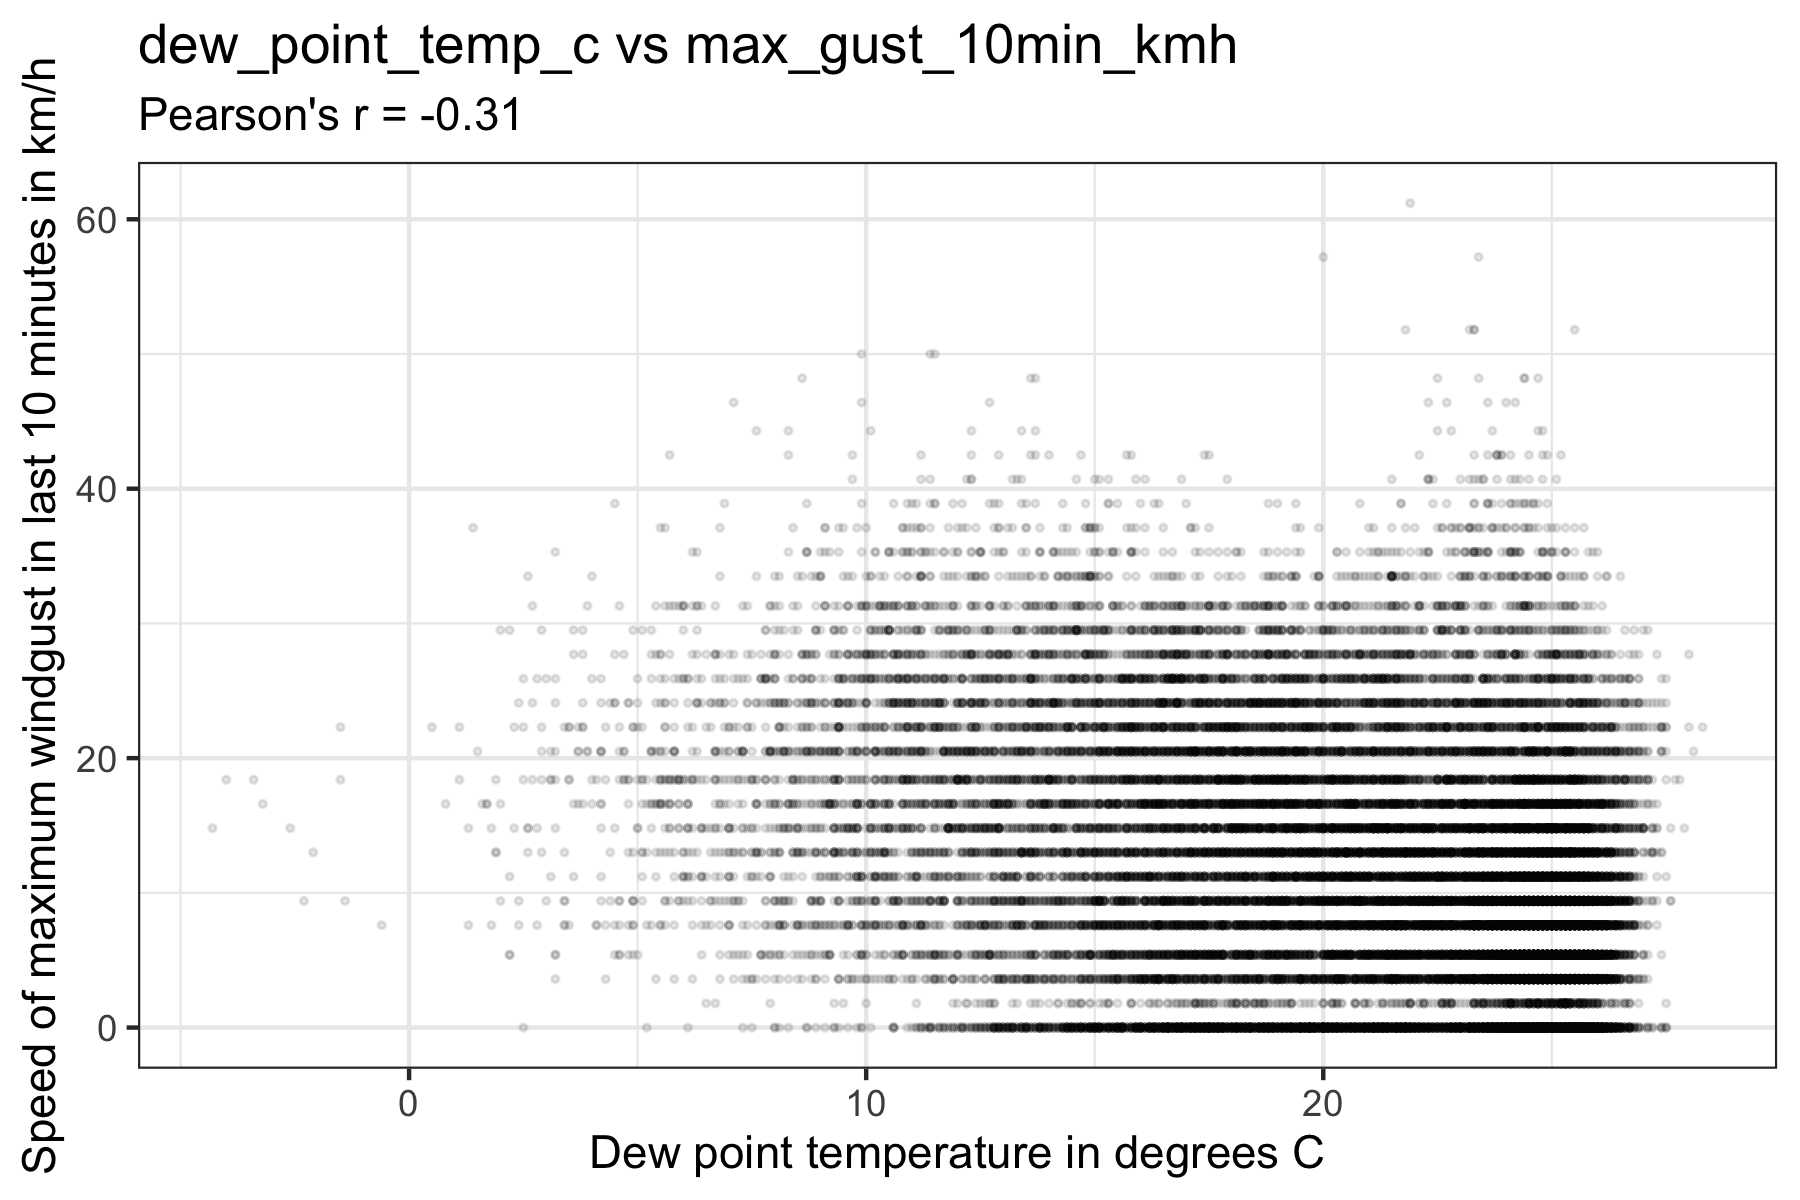 dew_point_temp_c vs max_gust_10min_kmh
Pearson's r = -0.31
Speed of maximum windgust in last 10 minutes in km/h
60
40
20
0
0
10
20
Dew point temperature in degrees C